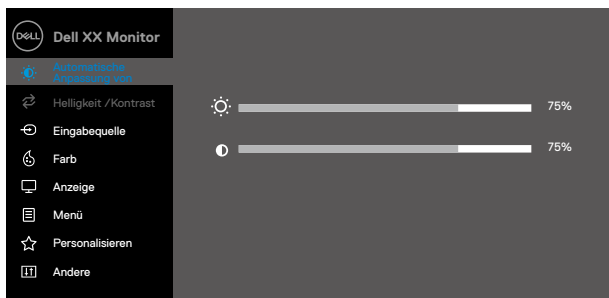 DELL Dell XX Monitor
Automatische
Anpassung von
Helligkeit /Kontrast
75%
Eingabequelle
Farb
75%
Anzeige
Menü
Personalisieren
Andere